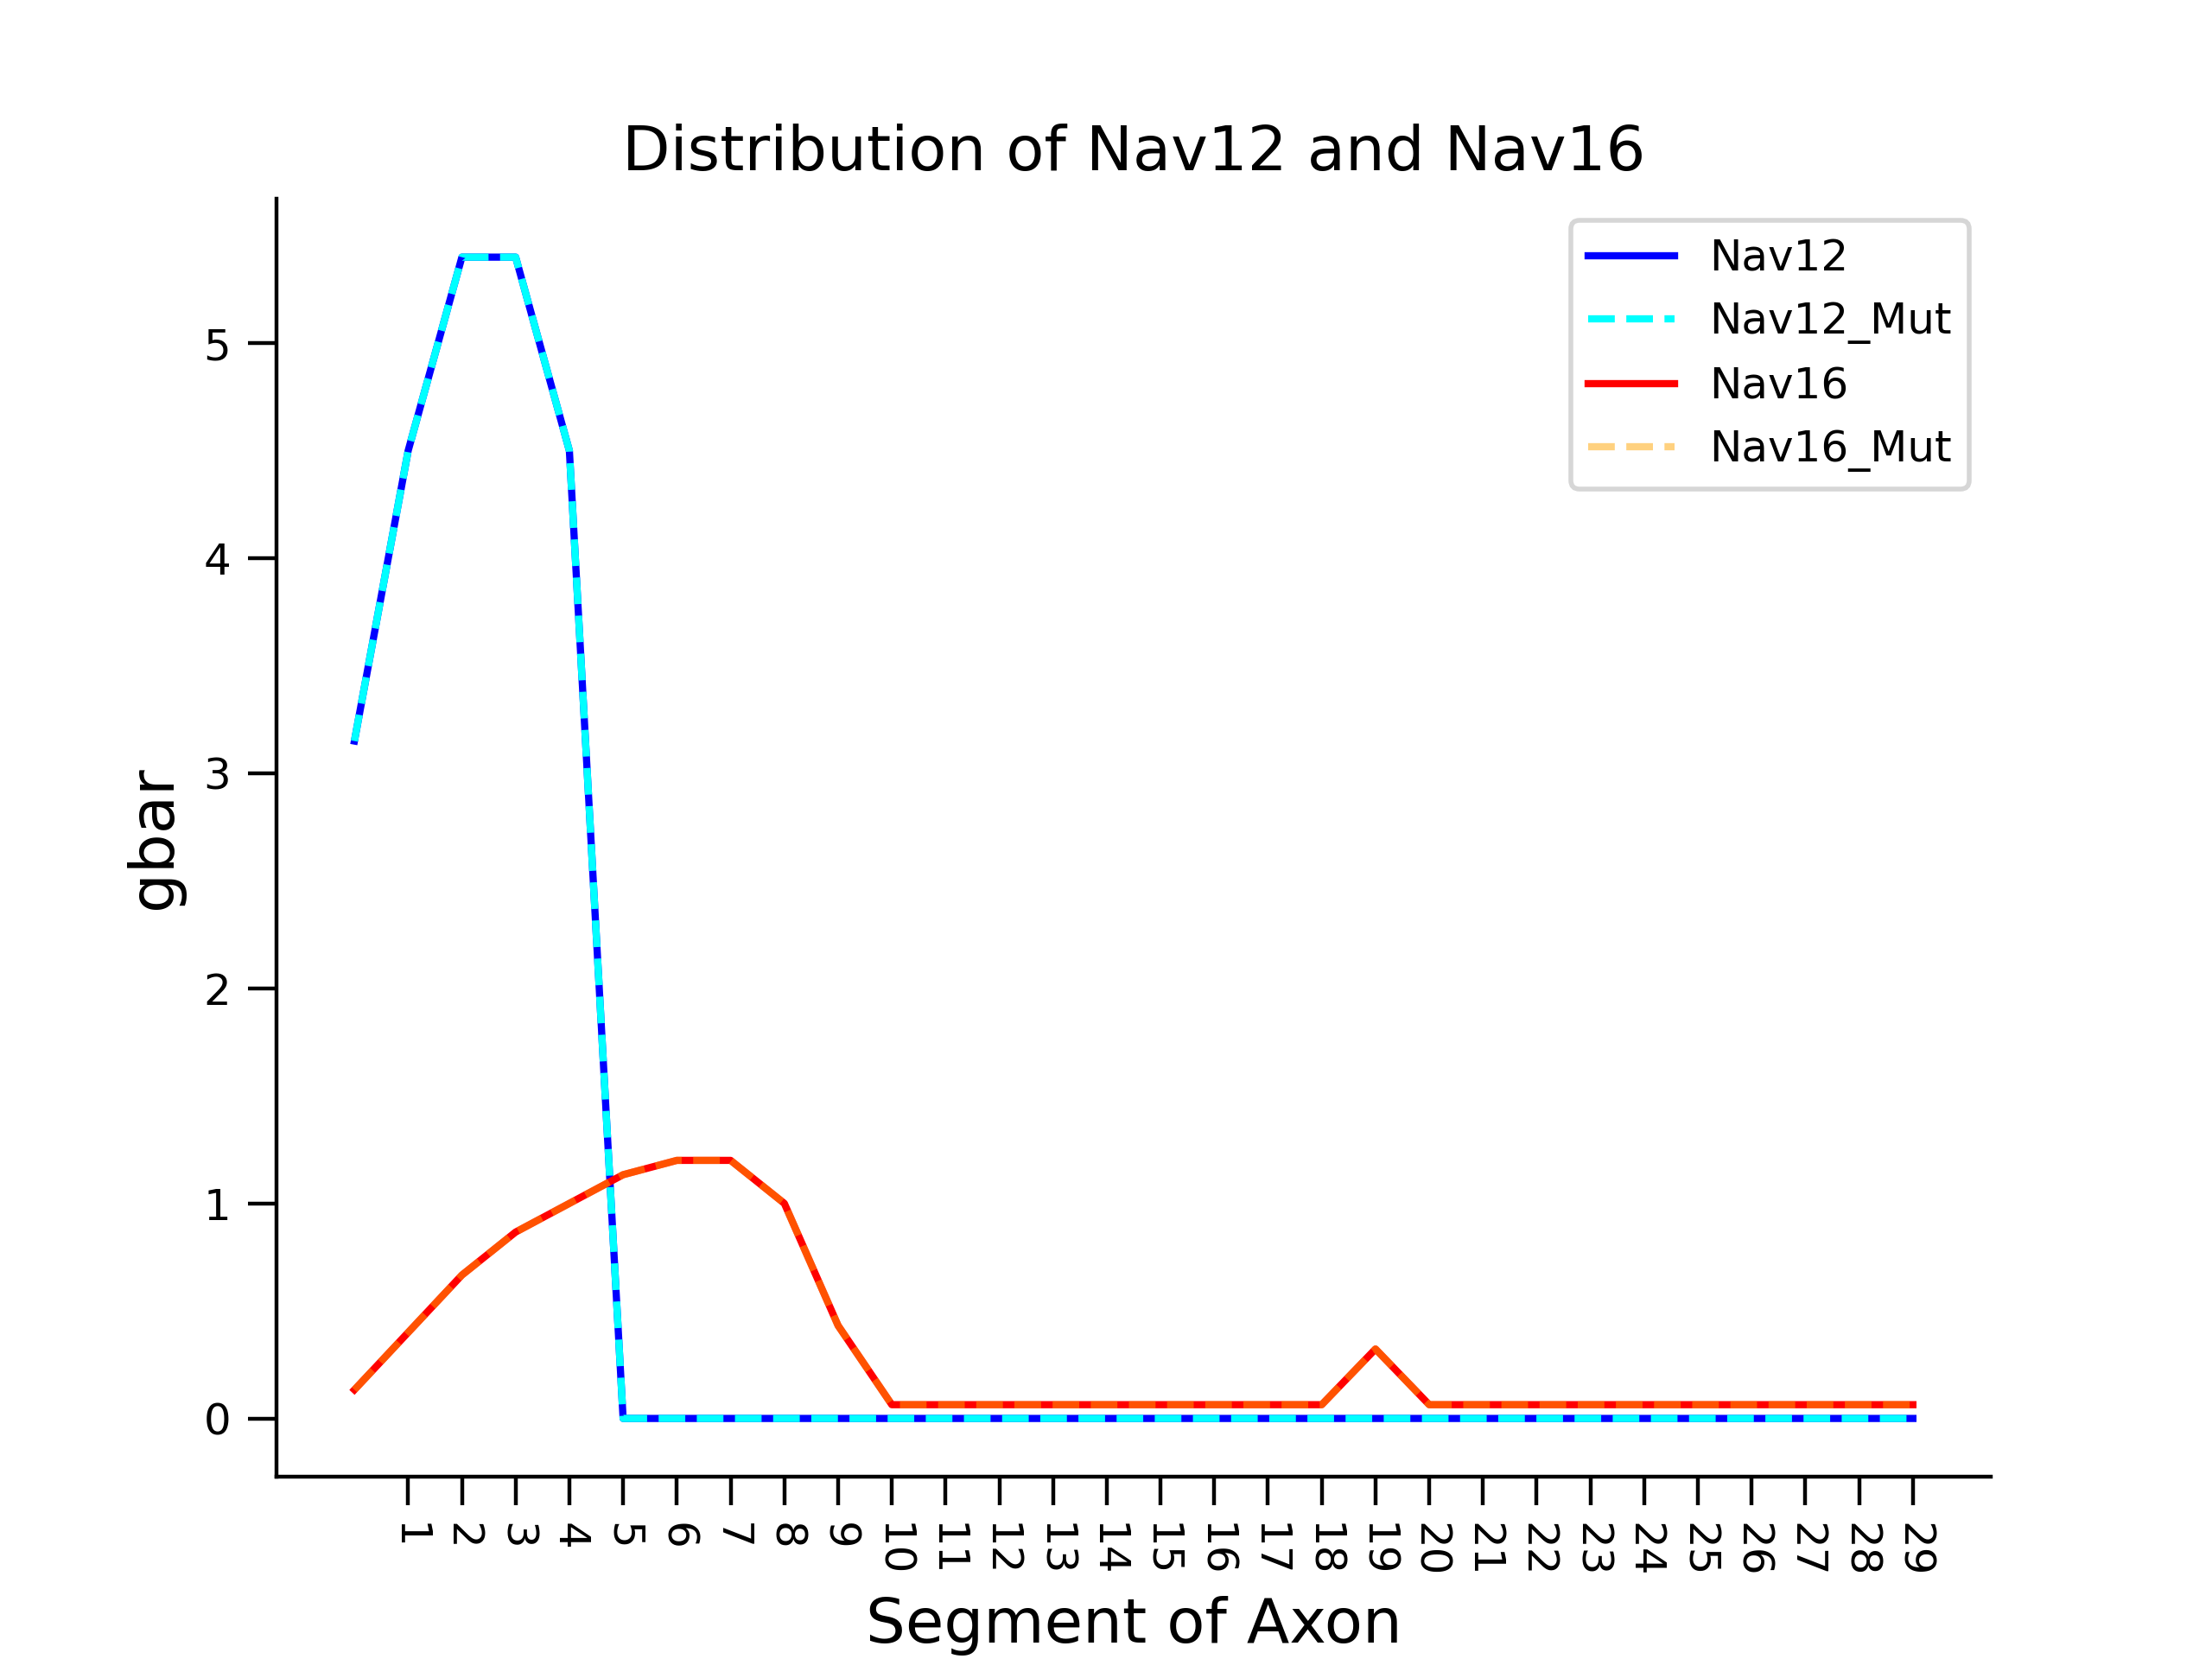 Distribution of Nav12 and Nav16
Nav12
Nav12_Mut
Nav16
Nav16_Mut
gbar
5
4
3
2
1
0
1 2 3 4 5 6 7 8 9 10 11 12 13 14 15 16 17 18 19 20 21 22 23 24 25 26 27 28 29
Segment of Axon